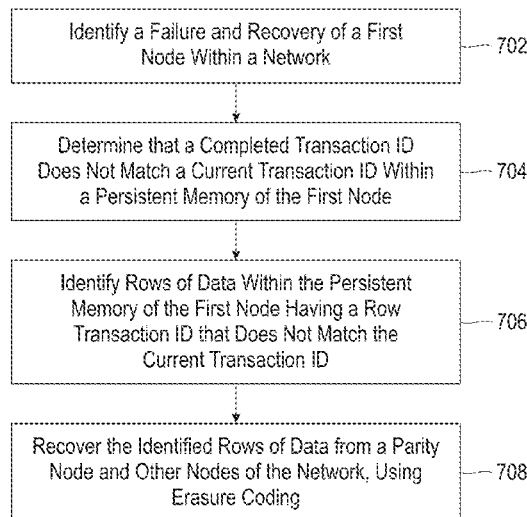 Identify a Failure and Recovery of a First
Node Within a Network
702
Determine that a Completed Transaction ID
Does Not Match a Current Transaction ID Within
a Persistent Memory of the First Node
704
Identify Rows of Data Within the Persistent
Memory of the First Node Having a Row
Transaction ID that Does Not Match the
Current Transaction ID
706
Recover the Identified Rows of Data from a Parity
Node and Other Nodes of the Network, Using
Erasure Coding
708